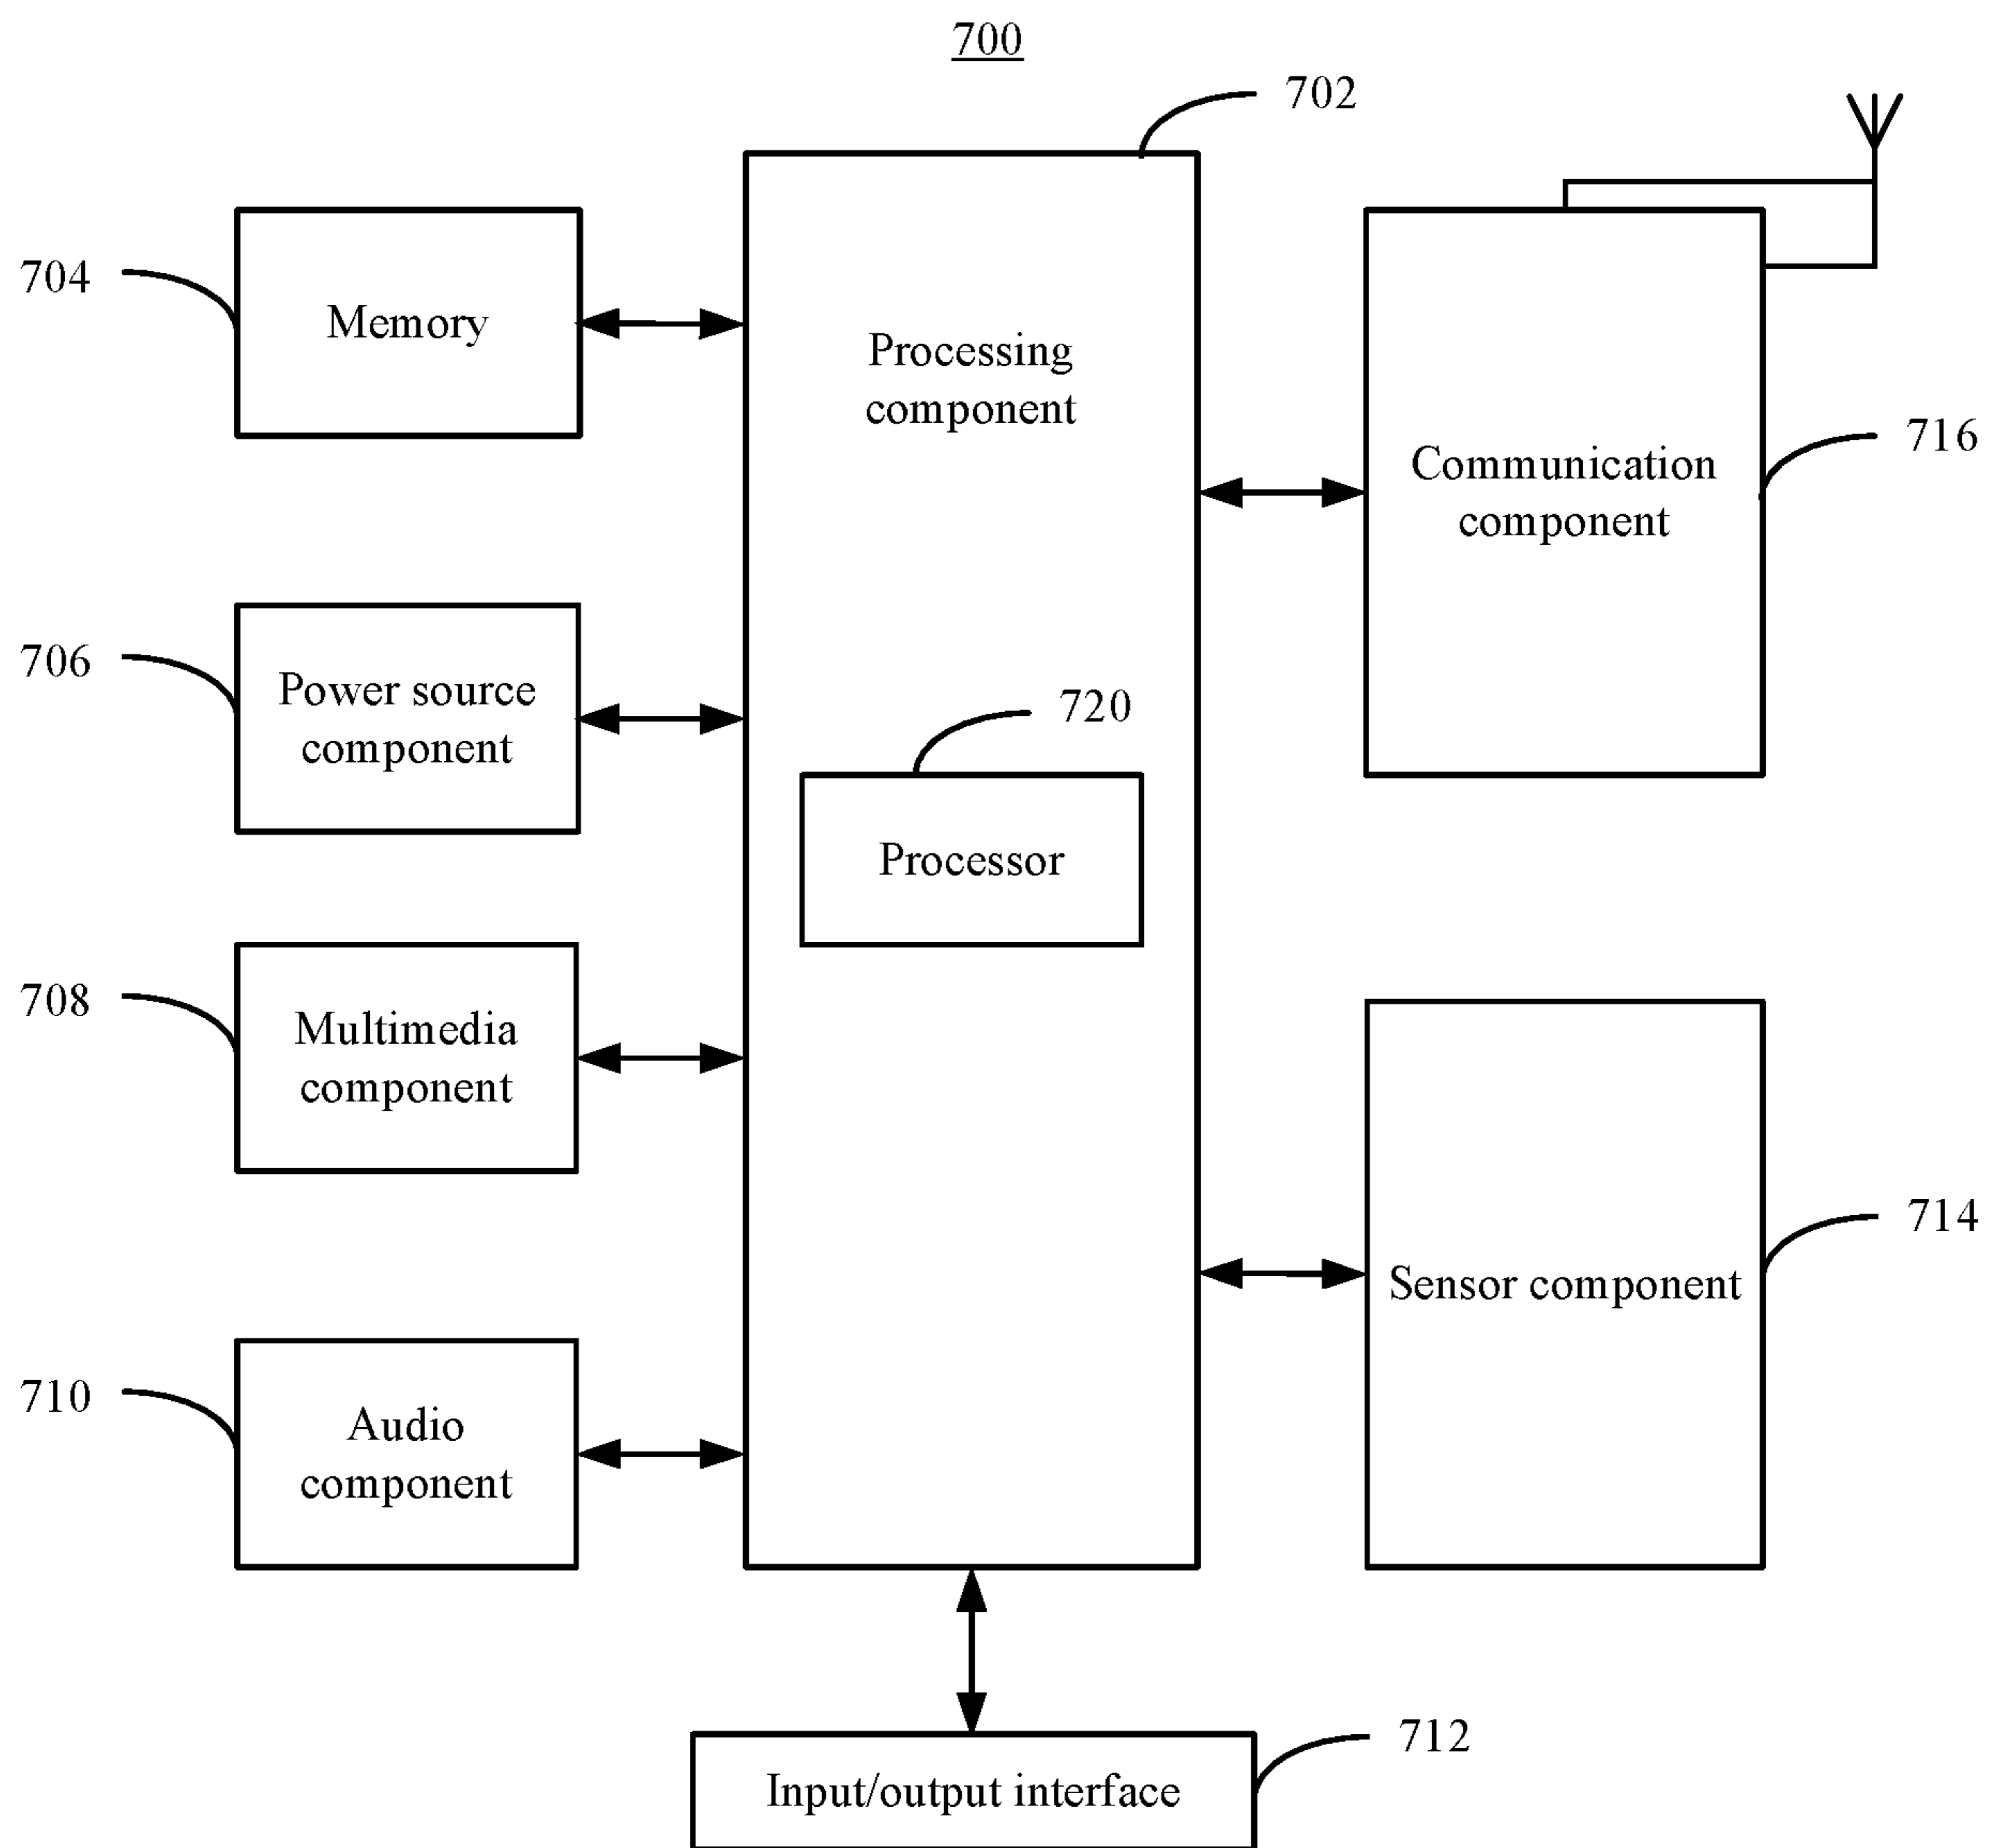 700
702
704
Memory
Processing
component
Communication
component
716
706
Power source
component
720
Processor
708
Multimedia
component
714
Sensor component
710
Audio
component
712
Input/output interface